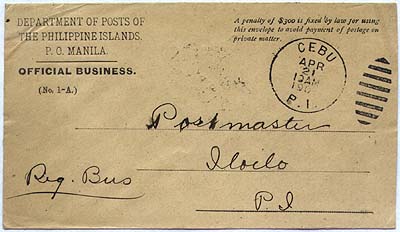 DEPARTMENT OF POSTS OF
THE PHILIPPINE ISLANDS.
P. O. MANILA.
OFFICIAL BUSINESS.
(No. 1-A.)
A penalty of $300 is fixed by law for using
this envelope to avoid payment of postage on
private matter.
CEBU
APR
21
P. I.
Postmaster
Iloilo
P.I
Reg. Bus